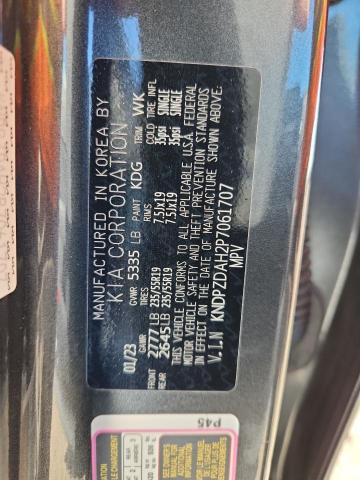 MANUFACTURED IN KOREA BY
KIA CORPORATION
01/23 GVWR 5335 LB PAINT KDG TRIM WK
GAWR TIRES RIMS COLD TIRE INFL
FRONT 2777 LB 235/55R19 7.5Jx19 35psi SINGLE
REAR 2645 LB 235/55R19 7.5Jx19 35psi SINGLE
THIS VEHICLE CONFORMS TO ALL APPLICABLE U.S.A. FEDERAL
MOTOR VEHICLE SAFETY AND THEFT PREVENTION STANDARDS
IN EFFECT ON THE DATE OF MANUFACTURE SHOWN ABOVE.
V.I.N KNDPZDAH2P7061707
MPV
P45